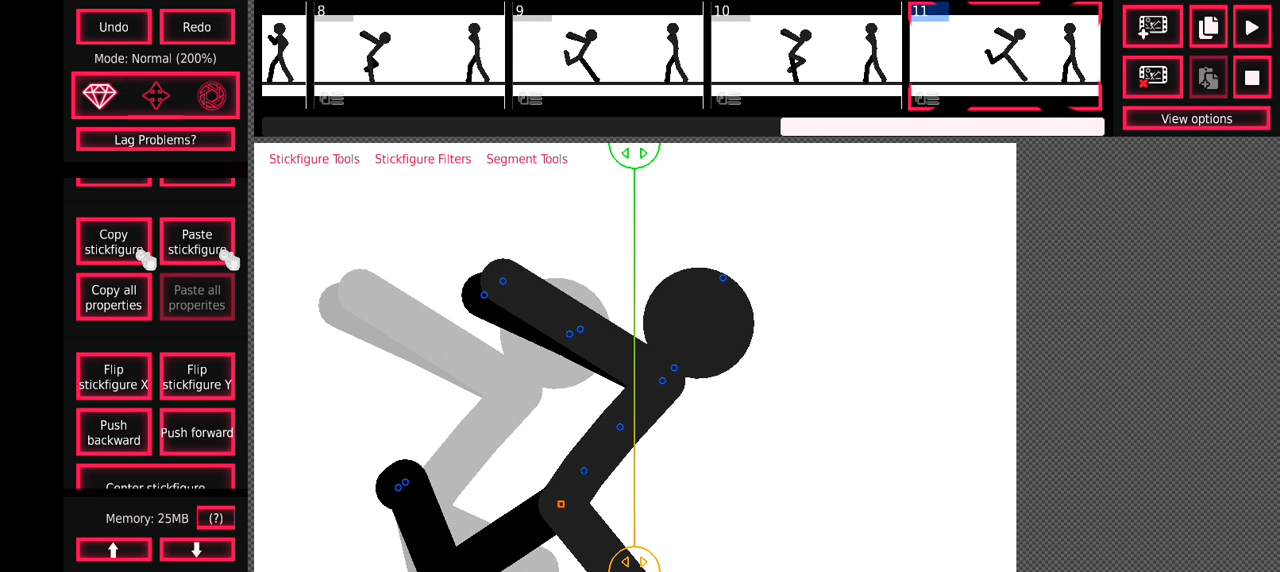 Undo
Redo
Mode: Normal (200%)
Lag Problems?
8
9
10
11
View options
Stickfigure Tools
Stickfigure Filters
Segment Tools
Copy
stickfigure
Paste
stickfigure
Copy all
properties
Paste all
properites
Flip
stickfigure X
Flip
stickfigure Y
Push
backward
Push forward
Center stickfigure
Memory: 25MB
(?)